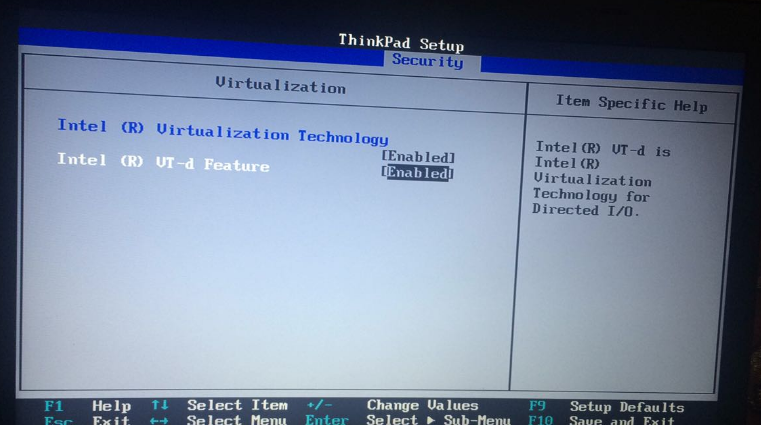 ThinkPad Setup
Security
Virtualization
Item Specific Help
Intel (R) Virtualization Technology [Enabled]
Intel (R) VT-d Feature [Enabled]
Intel(R) VT-d is
Intel(R)
Virtualization
Technology for
Directed I/O.
F1 Help ↑↓ Select Item +/- Change Values F9 Setup Defaults
Esc Exit ↔ Select Menu Enter Select ▶ Sub-Menu F10 Save and Exit